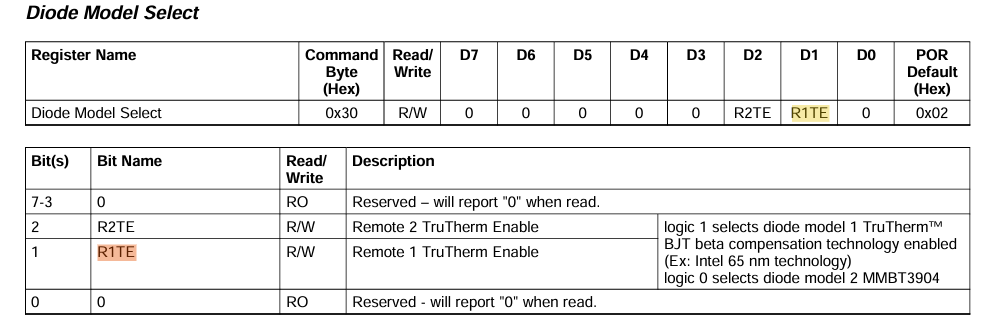 Diode Model Select
Register Name Command Byte (Hex) Read/ Write D7 D6 D5 D4 D3 D2 D1 D0 POR Default (Hex)
Diode Model Select 0x30 R/W 0 0 0 0 0 R2TE R1TE 0 0x02
Bit(s) Bit Name Read/ Write Description
7-3 0 RO Reserved – will report "0" when read.
2 R2TE R/W Remote 2 TruTherm Enable
1 R1TE R/W Remote 1 TruTherm Enable
logic 1 selects diode model 1 TruTherm™
BJT beta compensation technology enabled
(Ex: Intel 65 nm technology)
logic 0 selects diode model 2 MMBT3904
0 0 RO Reserved - will report "0" when read.